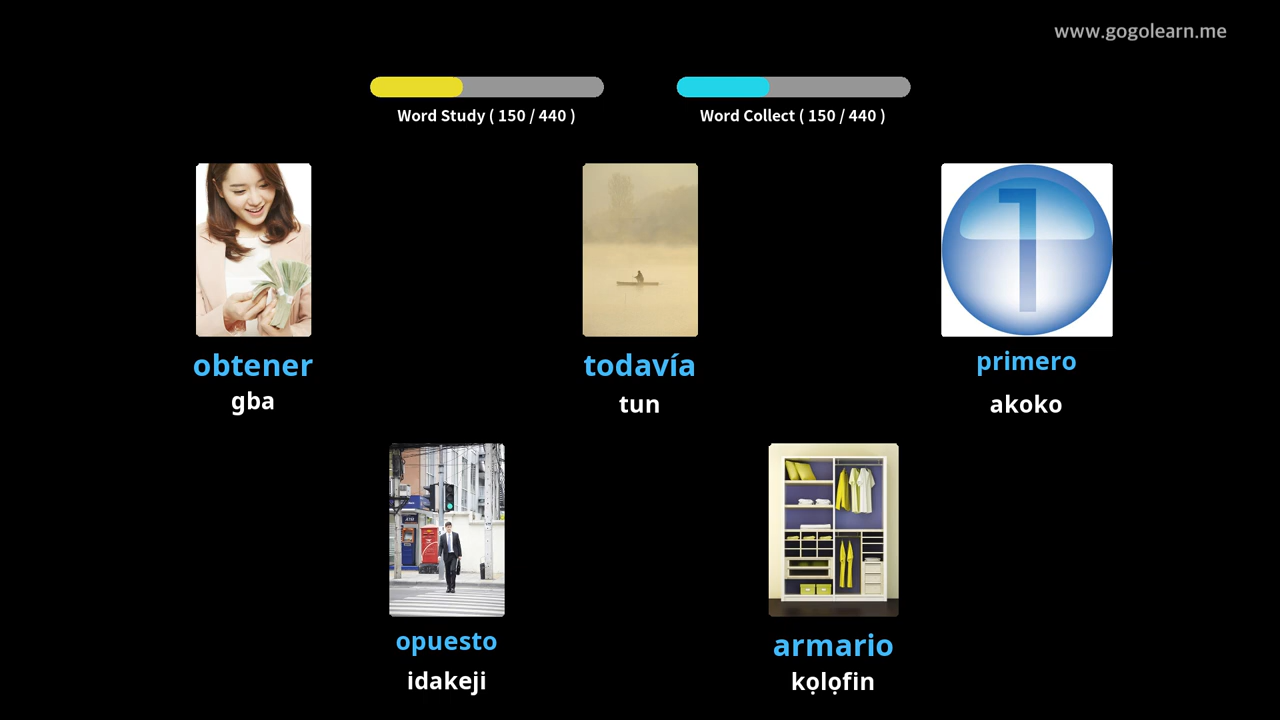 www.gogolearn.me
Word Study ( 150 / 440 )
Word Collect ( 150 / 440 )
1
obtener
gba
todavía
tun
primero
akoko
opuesto
idakeji
armario
kọlọfin